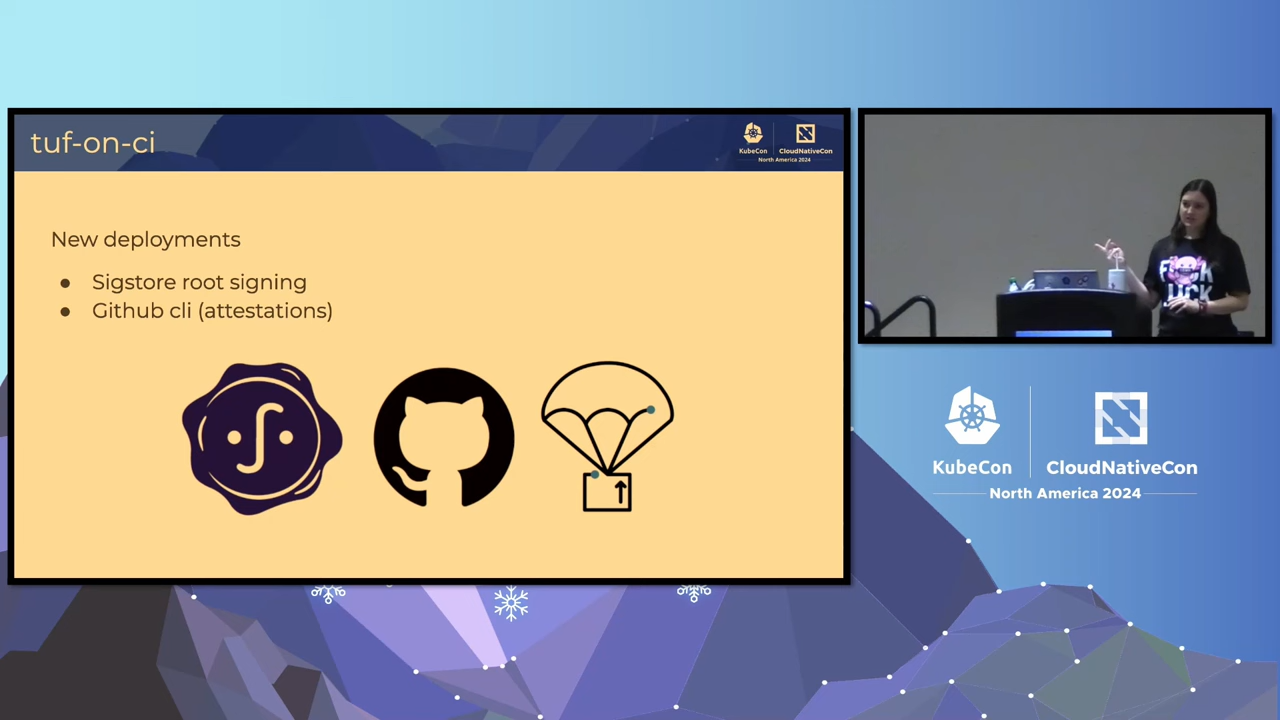 tuf-on-ci
KubeCon
CloudNativeCon
North America 2024
New deployments
● Sigstore root signing
● Github cli (attestations)
KubeCon
CloudNativeCon
North America 2024